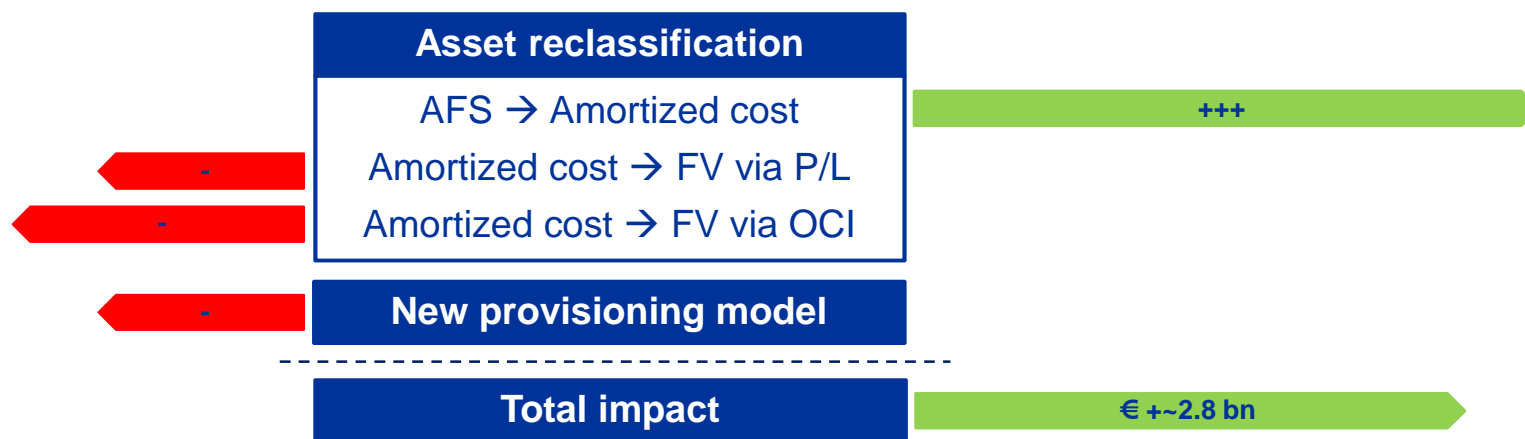 Asset reclassification
AFS → Amortized cost
+++
-
Amortized cost → FV via P/L
-
Amortized cost → FV via OCI
-
New provisioning model
Total impact
€ +~2.8 bn